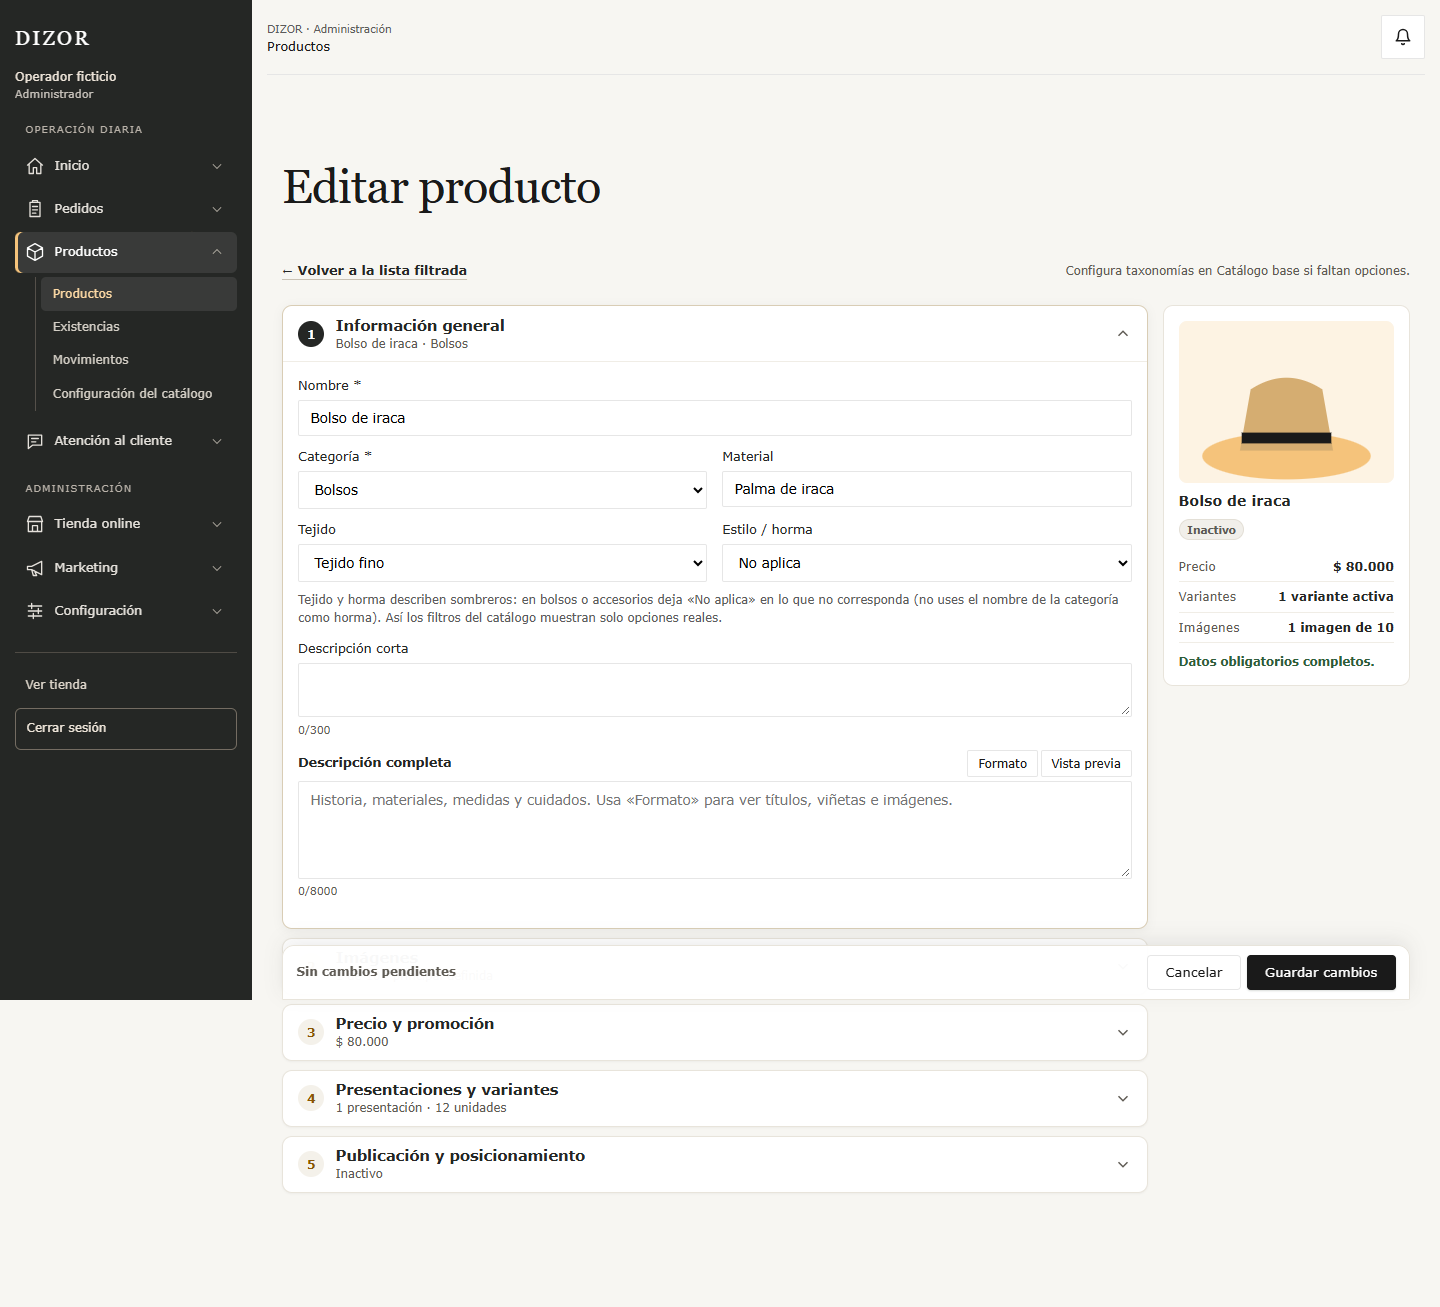 DIZOR
Operador ficticio
Administrador
OPERACIÓN DIARIA
Inicio
Pedidos
Productos
Productos
Existencias
Movimientos
Configuración del catálogo
Atención al cliente
ADMINISTRACIÓN
Tienda online
Marketing
Configuración
Ver tienda
Cerrar sesión
DIZOR · Administración
Productos
Editar producto
← Volver a la lista filtrada
Configura taxonomías en Catálogo base si faltan opciones.
1
Información general
Bolso de iraca · Bolsos
Nombre *
Bolso de iraca
Categoría *
Material
Bolsos
Palma de iraca
Tejido
Estilo / horma
Tejido fino
No aplica
Tejido y horma describen sombreros: en bolsos o accesorios deja «No aplica» en lo que no corresponda (no uses el nombre de la categoría
como horma). Así los filtros del catálogo muestran solo opciones reales.
Descripción corta
0/300
Descripción completa
Formato
Vista previa
Historia, materiales, medidas y cuidados. Usa «Formato» para ver títulos, viñetas e imágenes.
0/8000
Imágenes
Sin cambios pendientes
Cancelar
Guardar cambios
3
Precio y promoción
$ 80.000
4
Presentaciones y variantes
1 presentación · 12 unidades
5
Publicación y posicionamiento
Inactivo
Bolso de iraca
Inactivo
Precio
$ 80.000
Variantes
1 variante activa
Imágenes
1 imagen de 10
Datos obligatorios completos.